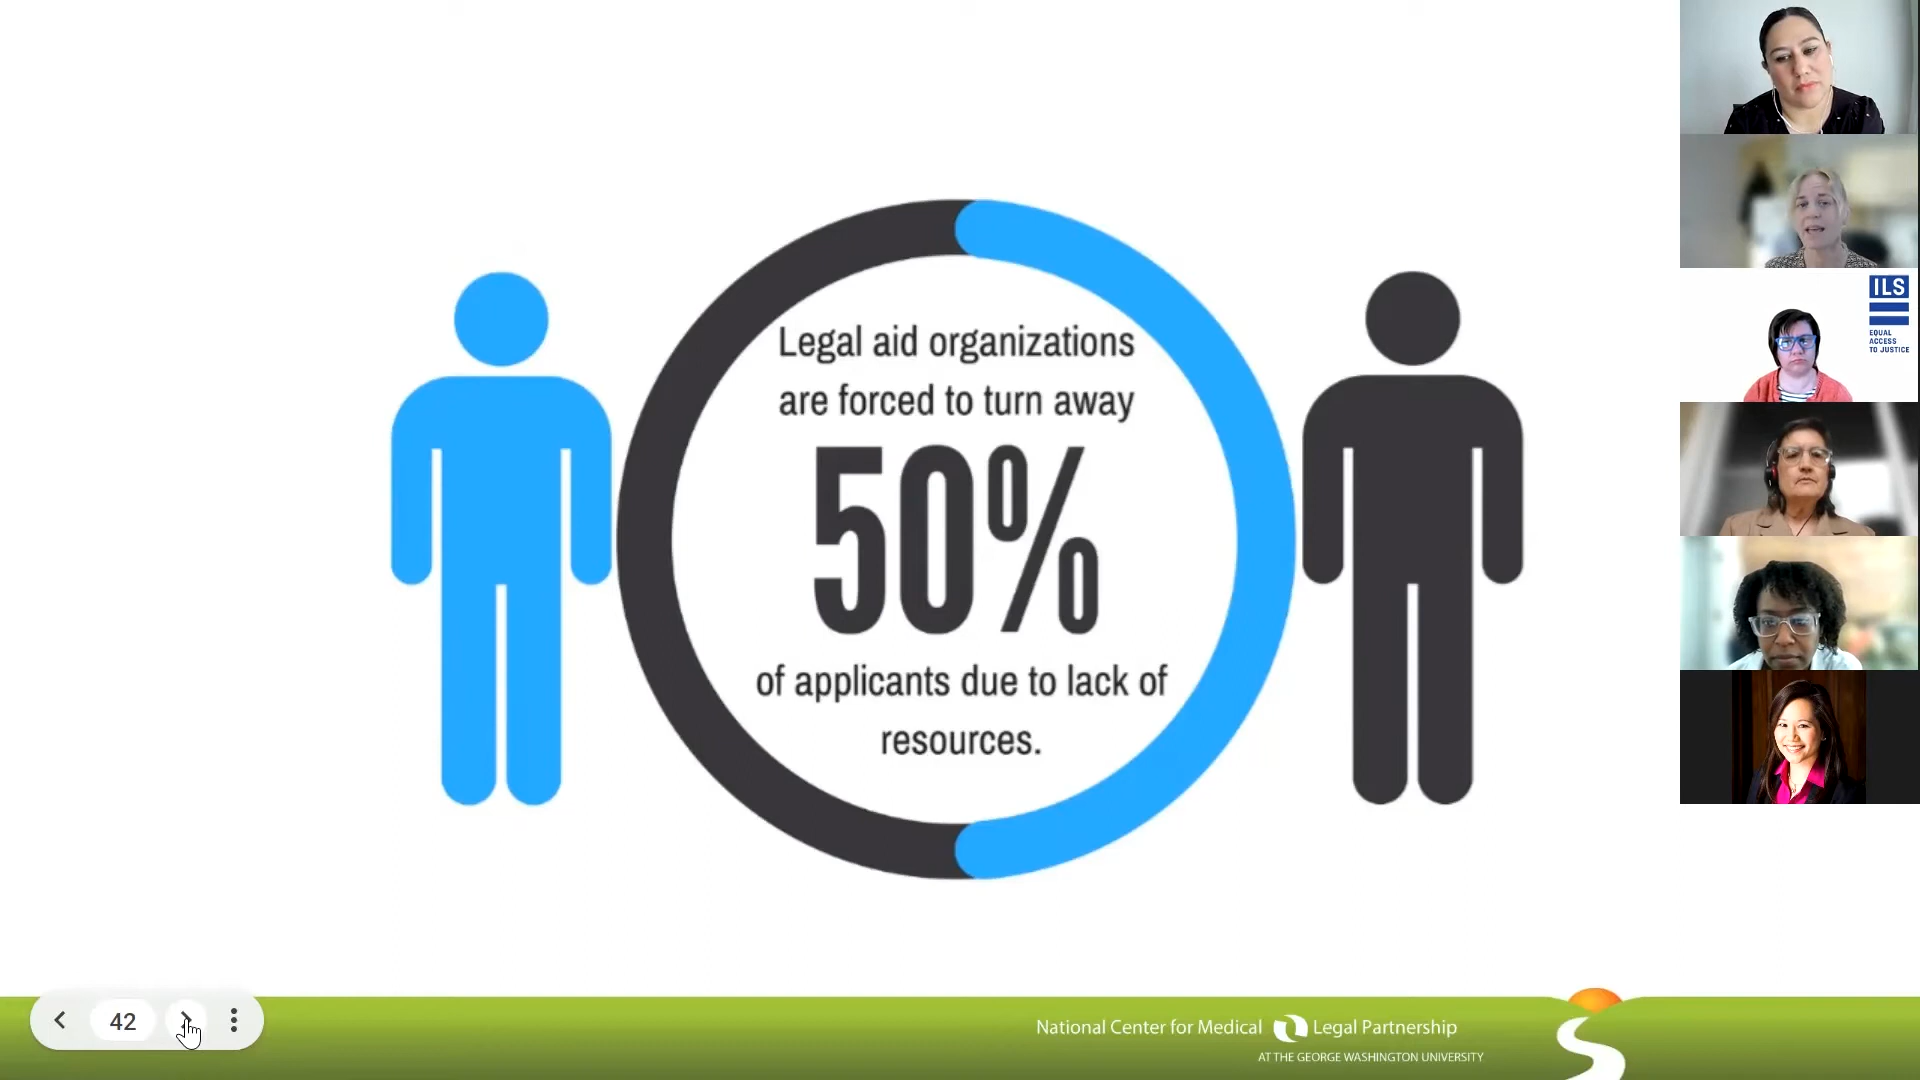 Legal aid organizations
are forced to turn away
50%
of applicants due to lack of
resources.
ILS
EQUAL
ACCESS
TO JUSTICE
42
National Center for Medical Legal Partnership
AT THE GEORGE WASHINGTON UNIVERSITY